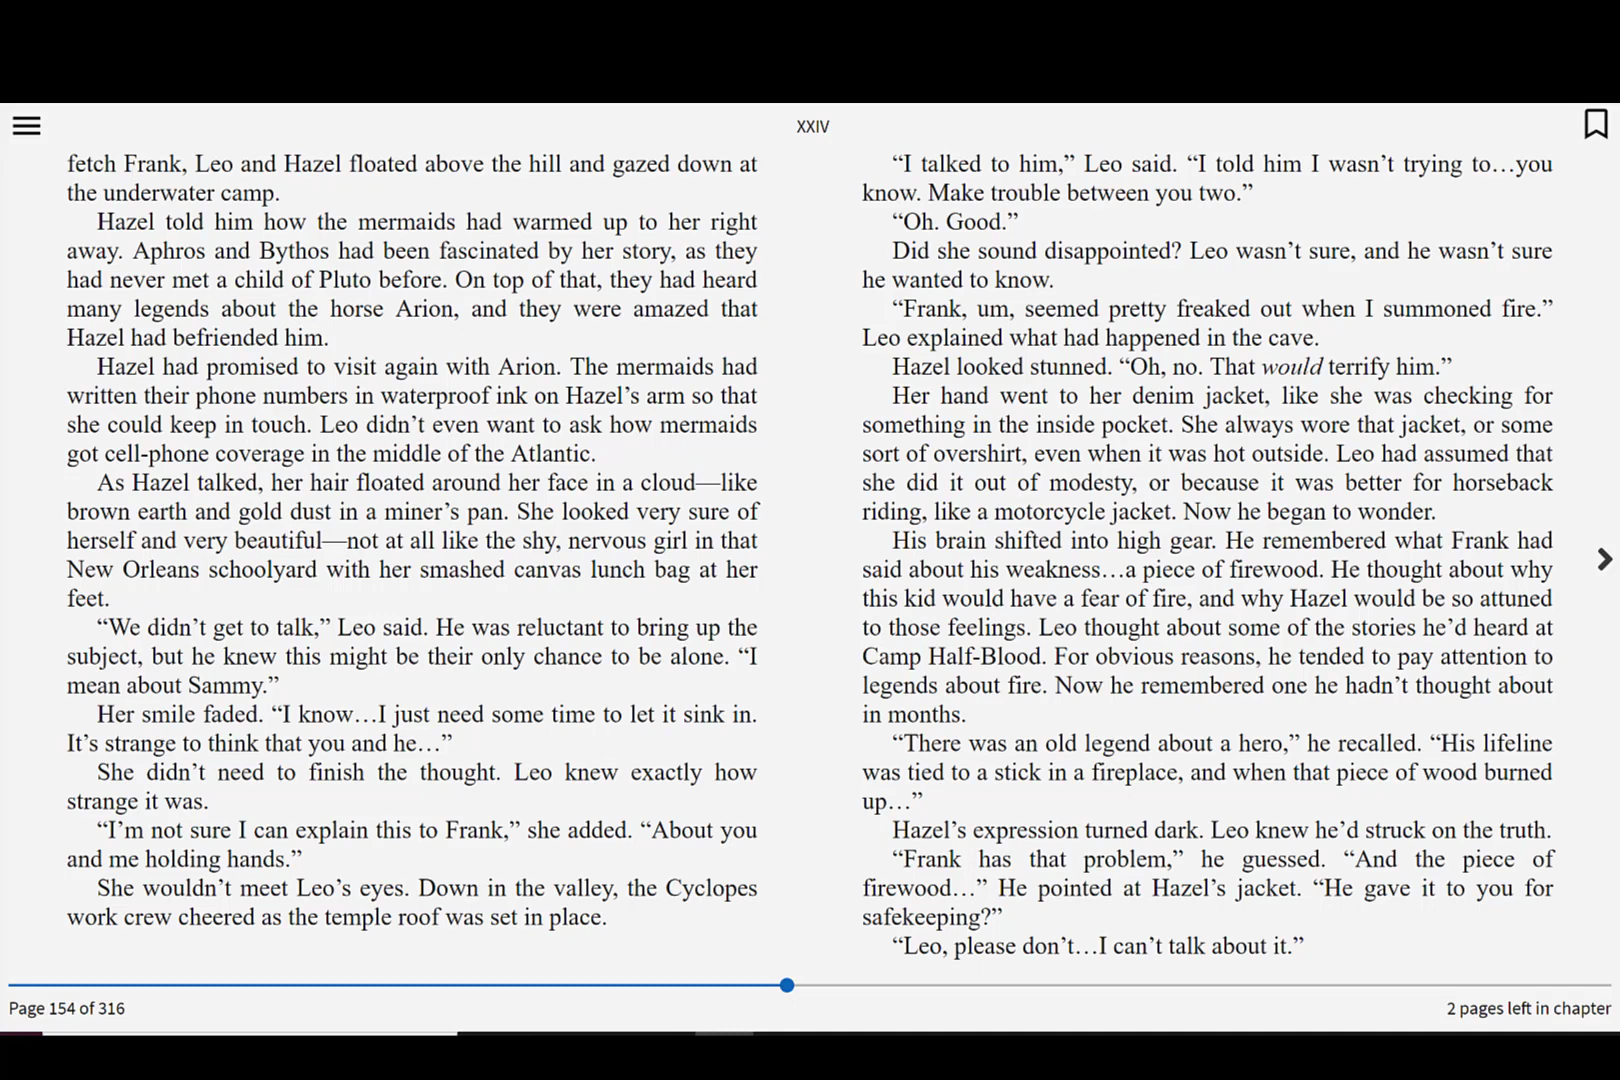 XXIV
fetch Frank, Leo and Hazel floated above the hill and gazed down at
the underwater camp.
Hazel told him how the mermaids had warmed up to her right
away. Aphros and Bythos had been fascinated by her story, as they
had never met a child of Pluto before. On top of that, they had heard
many legends about the horse Arion, and they were amazed that
Hazel had befriended him.
Hazel had promised to visit again with Arion. The mermaids had
written their phone numbers in waterproof ink on Hazel’s arm so that
she could keep in touch. Leo didn’t even want to ask how mermaids
got cell-phone coverage in the middle of the Atlantic.
As Hazel talked, her hair floated around her face in a cloud—like
brown earth and gold dust in a miner’s pan. She looked very sure of
herself and very beautiful—not at all like the shy, nervous girl in that
New Orleans schoolyard with her smashed canvas lunch bag at her
feet.
“We didn’t get to talk,” Leo said. He was reluctant to bring up the
subject, but he knew this might be their only chance to be alone. “I
mean about Sammy.”
Her smile faded. “I know…I just need some time to let it sink in.
It’s strange to think that you and he…”
She didn’t need to finish the thought. Leo knew exactly how
strange it was.
“I’m not sure I can explain this to Frank,” she added. “About you
and me holding hands.”
She wouldn’t meet Leo’s eyes. Down in the valley, the Cyclopes
work crew cheered as the temple roof was set in place.
“I talked to him,” Leo said. “I told him I wasn’t trying to…you
know. Make trouble between you two.”
“Oh. Good.”
Did she sound disappointed? Leo wasn’t sure, and he wasn’t sure
he wanted to know.
“Frank, um, seemed pretty freaked out when I summoned fire.”
Leo explained what had happened in the cave.
Hazel looked stunned. “Oh, no. That would terrify him.”
Her hand went to her denim jacket, like she was checking for
something in the inside pocket. She always wore that jacket, or some
sort of overshirt, even when it was hot outside. Leo had assumed that
she did it out of modesty, or because it was better for horseback
riding, like a motorcycle jacket. Now he began to wonder.
His brain shifted into high gear. He remembered what Frank had
said about his weakness…a piece of firewood. He thought about why
this kid would have a fear of fire, and why Hazel would be so attuned
to those feelings. Leo thought about some of the stories he’d heard at
Camp Half-Blood. For obvious reasons, he tended to pay attention to
legends about fire. Now he remembered one he hadn’t thought about
in months.
“There was an old legend about a hero,” he recalled. “His lifeline
was tied to a stick in a fireplace, and when that piece of wood burned
up…”
Hazel’s expression turned dark. Leo knew he’d struck on the truth.
“Frank has that problem,” he guessed. “And the piece of
firewood…” He pointed at Hazel’s jacket. “He gave it to you for
safekeeping?”
“Leo, please don’t…I can’t talk about it.”
Page 154 of 316
2 pages left in chapter